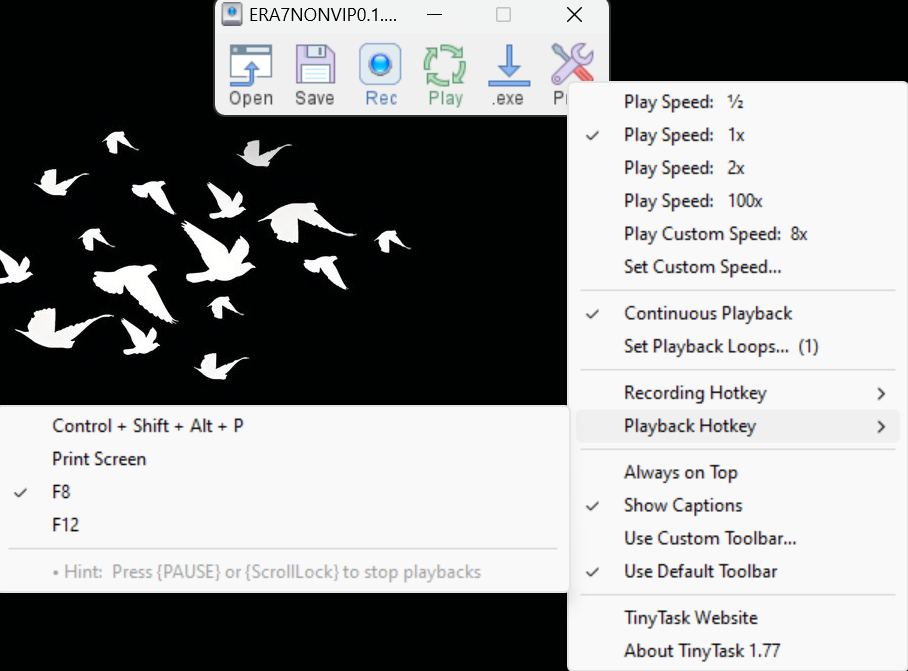 ERA7NONVIP0.1....
Open Save Rec Play .exe
Play Speed: ½
Play Speed: 1x
Play Speed: 2x
Play Speed: 100x
Play Custom Speed: 8x
Set Custom Speed...
Continuous Playback
Set Playback Loops... (1)
Recording Hotkey
Playback Hotkey
Control + Shift + Alt + P
Print Screen
F8
F12
• Hint: Press {PAUSE} or {ScrollLock} to stop playbacks
Always on Top
Show Captions
Use Custom Toolbar...
Use Default Toolbar
TinyTask Website
About TinyTask 1.77